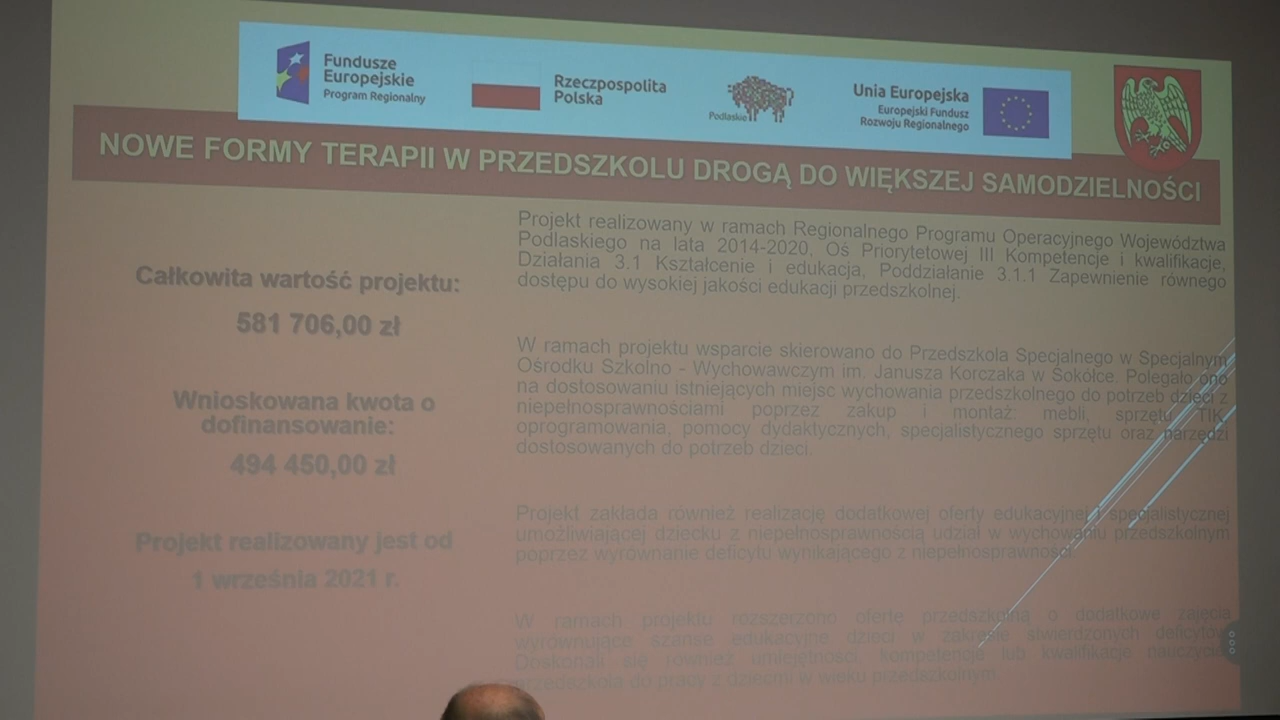 Fundusze
Europejskie
Program Regionalny
Rzeczpospolita
Polska
Podlaskie
Unia Europejska
Europejski Fundusz
Rozwoju Regionalnego
NOWE FORMY TERAPII W PRZEDSZKOLU DROGĄ DO WIĘKSZEJ SAMODZIELNOŚCI
Całkowita wartość projektu:
581 706,00 zł
Wnioskowana kwota o
dofinansowanie:
494 450,00 zł
Projekt realizowany jest od
1 września 2021 r.
Projekt realizowany w ramach Regionalnego Programu Operacyjnego Województwa
Podlaskiego na lata 2014-2020, Oś Priorytetowej III Kompetencje i kwalifikacje,
Działania 3.1 Kształcenie i edukacja, Poddziałanie 3.1.1 Zapewnienie równego
dostępu do wysokiej jakości edukacji przedszkolnej.
W ramach projektu wsparcie skierowano do Przedszkola Specjalnego w Specjalnym
Ośrodku Szkolno - Wychowawczym im. Janusza Korczaka w Sokółce. Polegało ono
na dostosowaniu istniejących miejsc wychowania przedszkolnego do potrzeb dzieci z
niepełnosprawnościami poprzez zakup i montaż: mebli, sprzętu TIK,
oprogramowania, pomocy dydaktycznych, specjalistycznego sprzętu oraz narzędzi
dostosowanych do potrzeb dzieci.
Projekt zakłada również realizację dodatkowej oferty edukacyjnej i specjalistycznej
umożliwiającej dziecku z niepełnosprawnością udział w wychowaniu przedszkolnym
poprzez wyrównanie deficytu wynikającego z niepełnosprawności.
W ramach projektu rozszerzono ofertę przedszkolną o dodatkowe zajęcia
wyrównujące szanse edukacyjne dzieci w zakresie stwierdzonych deficytów.
Doskonali się również umiejętności, kompetencje lub kwalifikacje nauczycieli
przedszkola do pracy z dziećmi w wieku przedszkolnym.